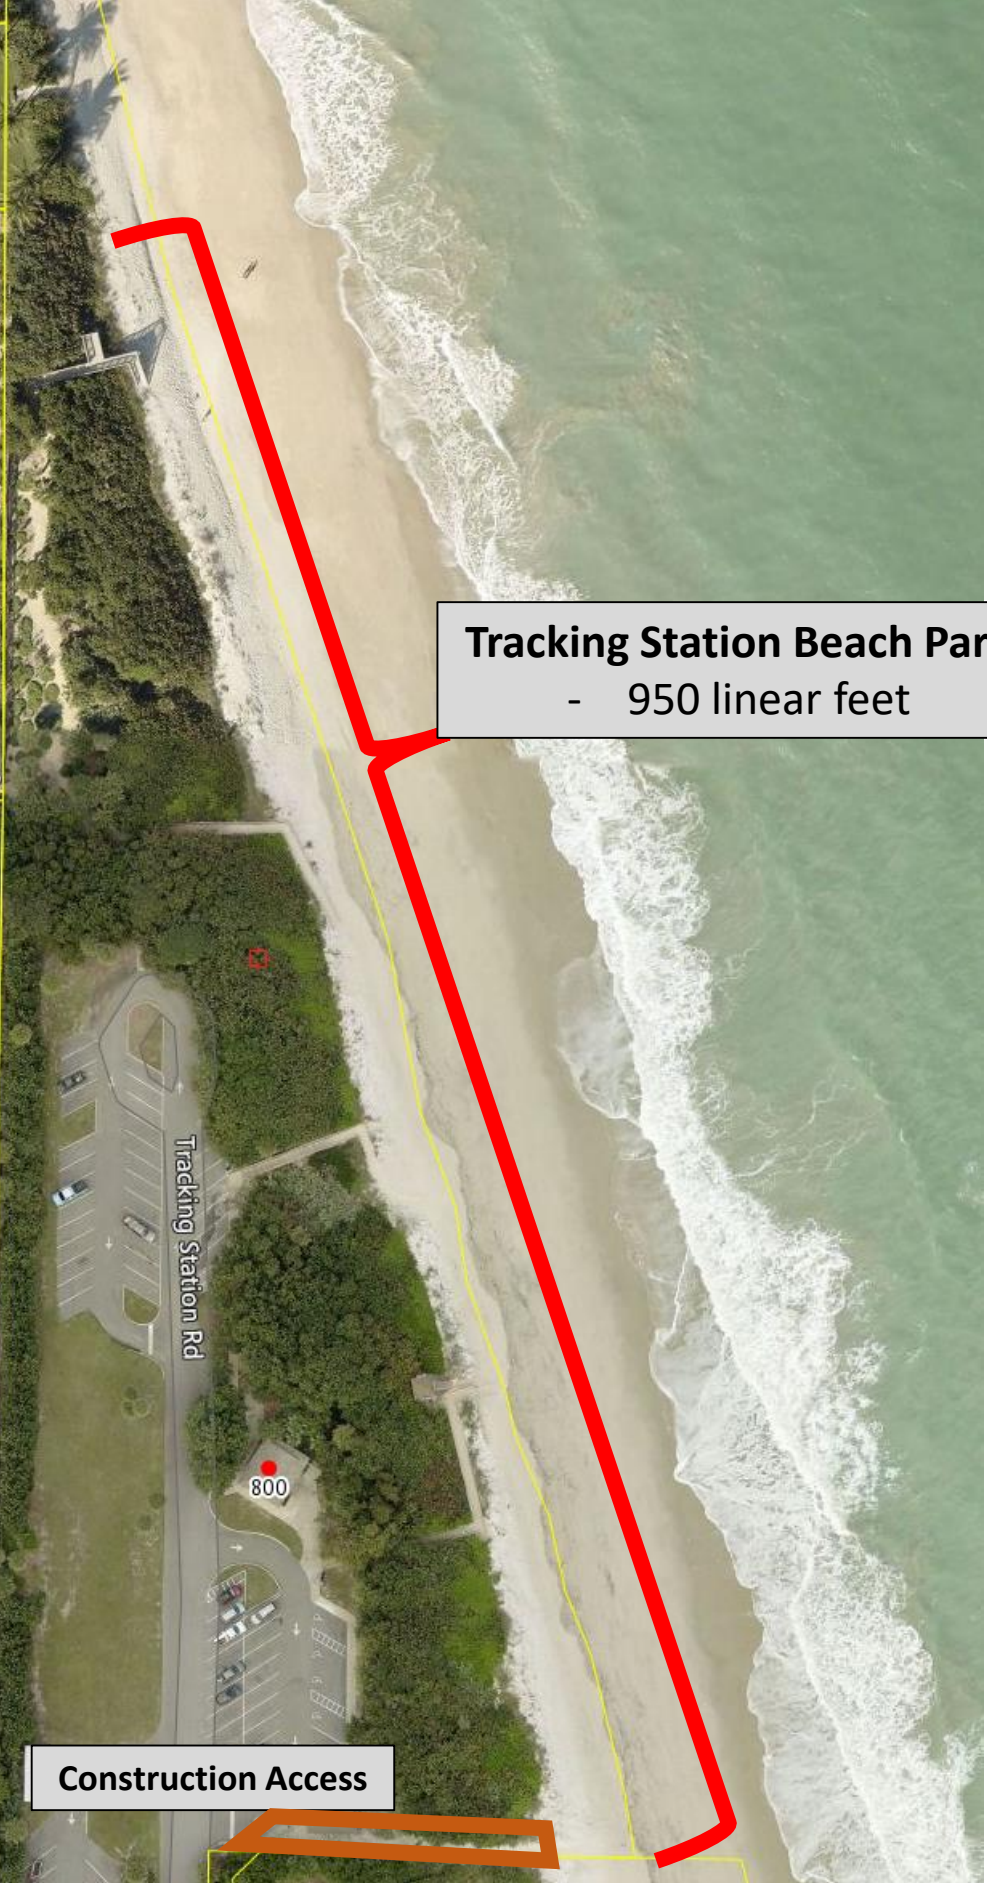 Tracking Station Beach Par
- 950 linear feet
Tracking Station Rd
800
Construction Access